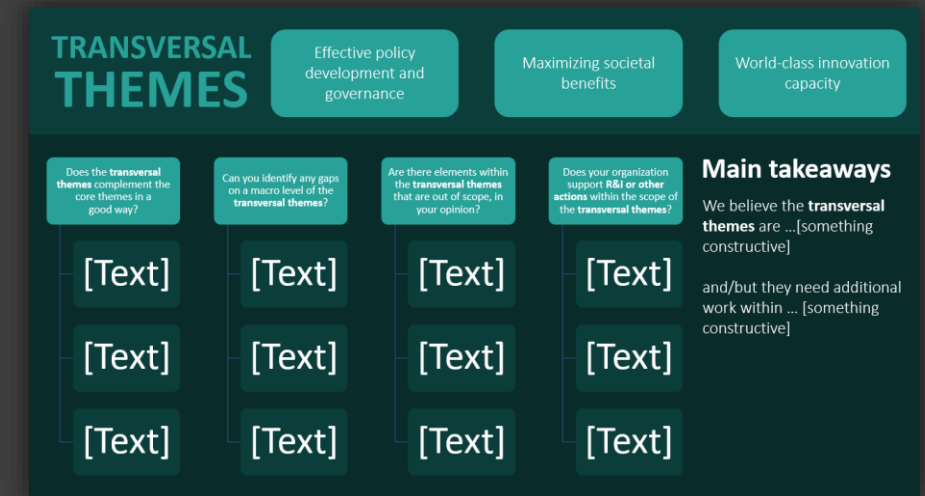 TRANSVERSAL
THEMES
Effective policy
development and
governance
Maximizing societal
benefits
World-class innovation
capacity
Does the transversal
themes complement the
core themes in a
good way?
[Text]
[Text]
[Text]
Can you identify any gaps
on a macro level of the
transversal themes?
[Text]
[Text]
[Text]
Are there elements within
the transversal themes
that are out of scope, in
your opinion?
[Text]
[Text]
[Text]
Does your organization
support R&I or other
actions within the scope of
the transversal themes?
[Text]
[Text]
[Text]
Main takeaways
We believe the transversal
themes are ...[something
constructive]
and/but they need additional
work within ... [something
constructive]